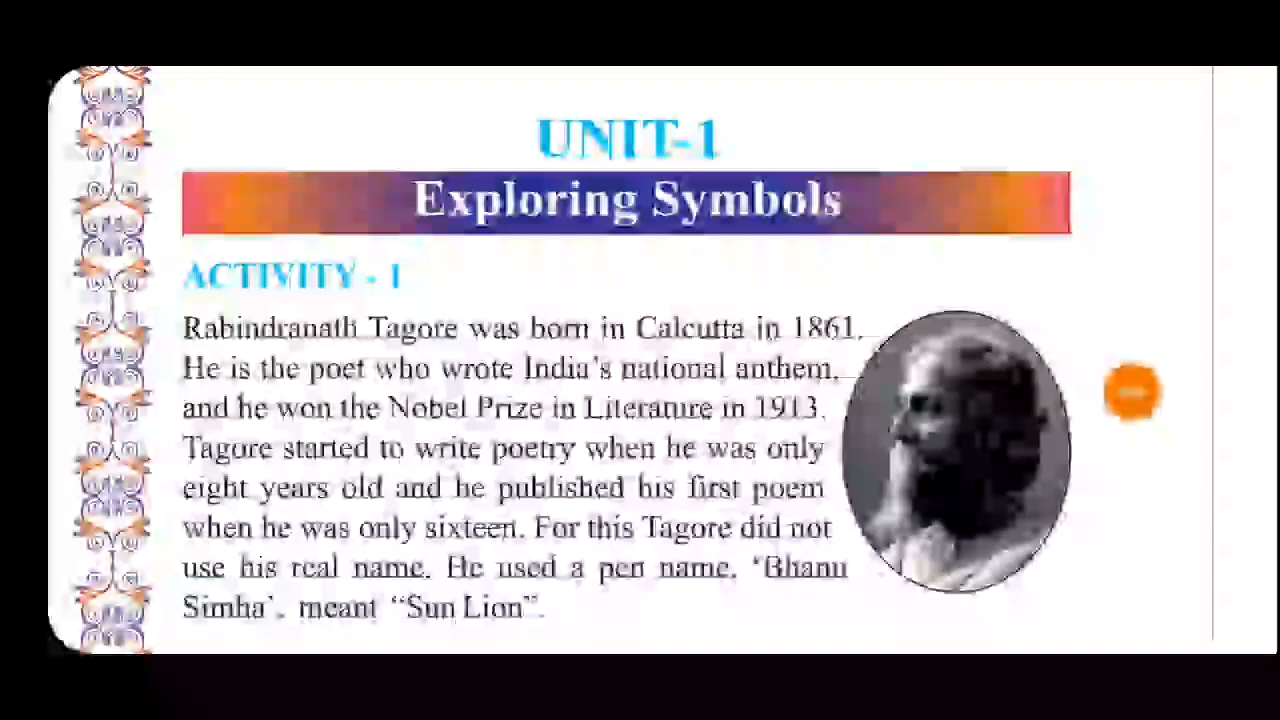 UNIT-1
Exploring Symbols
ACTIVITY - 1
Rabindranath Tagore was born in Calcutta in 1861.
He is the poet who wrote India's national anthem,
and he won the Nobel Prize in Literature in 1913.
Tagore started to write poetry when he was only
eight years old and he published his first poem
when he was only sixteen. For this Tagore did not
use his real name. He used a pen name, 'Bhanu
Simha', meant "Sun Lion".